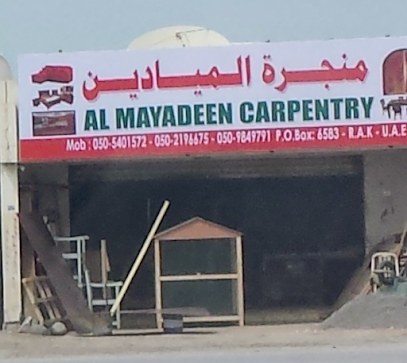 منجرة الميادين
AL MAYADEEN CARPENTRY
Mob : 050-5401572 - 050-2196675 - 050-9849791 P.O.Box: 6583 - R.A.K - U.A.E